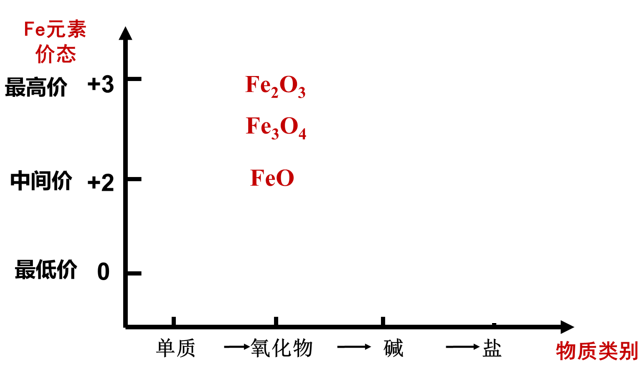 Fe元素
价态
最高价 +3 Fe₂O₃
Fe₃O₄
中间价 +2 FeO
最低价 0
单质 → 氧化物 → 碱 → 盐 物质类别